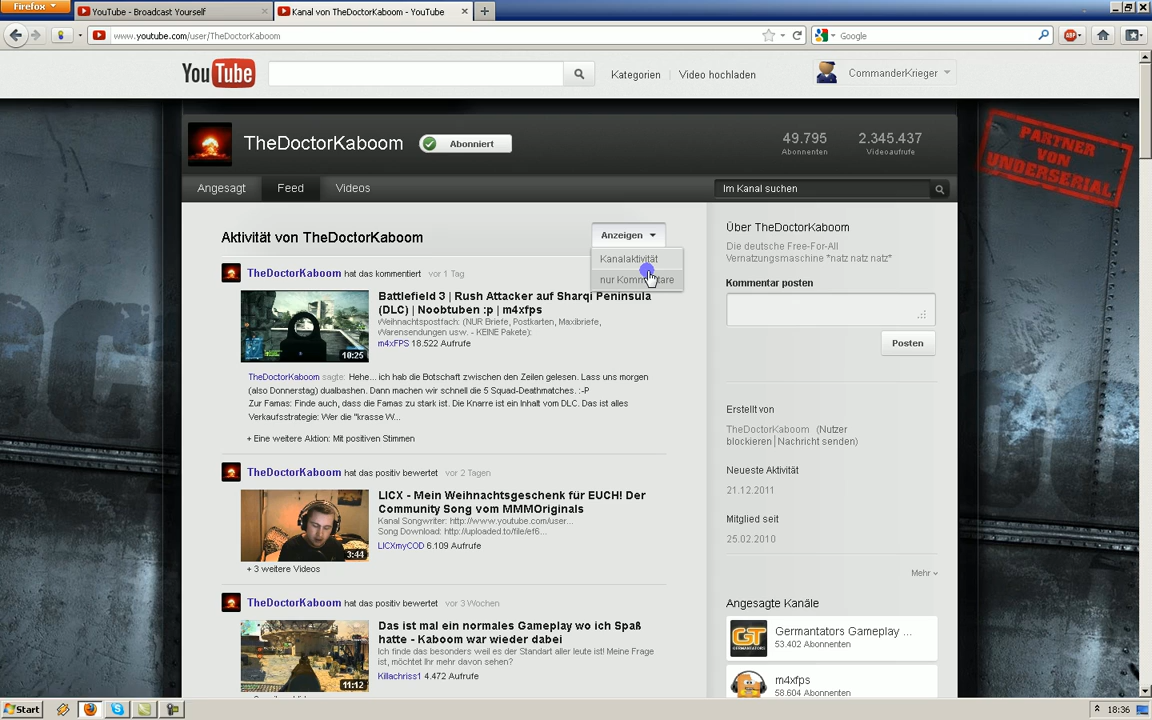 Firefox
YouTube - Broadcast Yourself
Kanal von TheDoctorKaboom - YouTube
www.youtube.com/user/TheDoctorKaboom
Google
ABP
YouTube
Kategorien
Video hochladen
CommanderKrieger
TheDoctorKaboom
Abonniert
49.795
Abonnenten
2.345.437
Videoaufrufe
PARTNER
VON
UNDERSERIAL
Angesagt
Feed
Videos
Im Kanal suchen
Aktivität von TheDoctorKaboom
Anzeigen
Kanalaktivität
nur Kommentare
TheDoctorKaboom hat das kommentiert vor 1 Tag
Battlefield 3 | Rush Attacker auf Sharqi Peninsula
(DLC) | Noobtuben :p | m4xfps
Weihnachtspostfach: (NUR Briefe, Postkarten, Maxibriefe,
Warensendungen usw. - KEINE Pakete):
m4xFPS 18.522 Aufrufe
10:25
TheDoctorKaboom sagte: Hehe... ich hab die Botschaft zwischen den Zeilen gelesen. Lass uns morgen
(also Donnerstag) dualbashen. Dann machen wir schnell die 5 Squad-Deathmatches. :-P
Zur Famas: Finde auch, dass die Famas zu stark ist. Die Knarre ist ein Inhalt vom DLC. Das ist alles
Verkaufsstrategie: Wer die "krasse W...
+ Eine weitere Aktion: Mit positiven Stimmen
TheDoctorKaboom hat das positiv bewertet vor 2 Tagen
LICX - Mein Weihnachtsgeschenk für EUCH! Der
Community Song vom MMMOriginals
Kanal Songwriter: http://www.youtube.com/user...
Song Download: http://uploaded.to/file/ef6...
LICXmyCOD 6.109 Aufrufe
3:44
+ 3 weitere Videos
TheDoctorKaboom hat das positiv bewertet vor 3 Wochen
Das ist mal ein normales Gameplay wo ich Spaß
hatte - Kaboom war wieder dabei
Ich finde das besonders weil es der Standart aller leute ist! Meine Frage
ist, möchtet Ihr mehr davon sehen?
Killachriss1 4.472 Aufrufe
11:12
Über TheDoctorKaboom
Die deutsche Free-For-All
Vernatzungsmaschine "natz natz natz"
Kommentar posten
Posten
Erstellt von
TheDoctorKaboom (Nutzer
blockieren | Nachricht senden)
Neueste Aktivität
21.12.2011
Mitglied seit
25.02.2010
Mehr
Angesagte Kanäle
GT
GERMANTATORS
Germantators Gameplay ...
53.402 Abonnenten
m4xfps
58.604 Abonnenten
Start
18:36